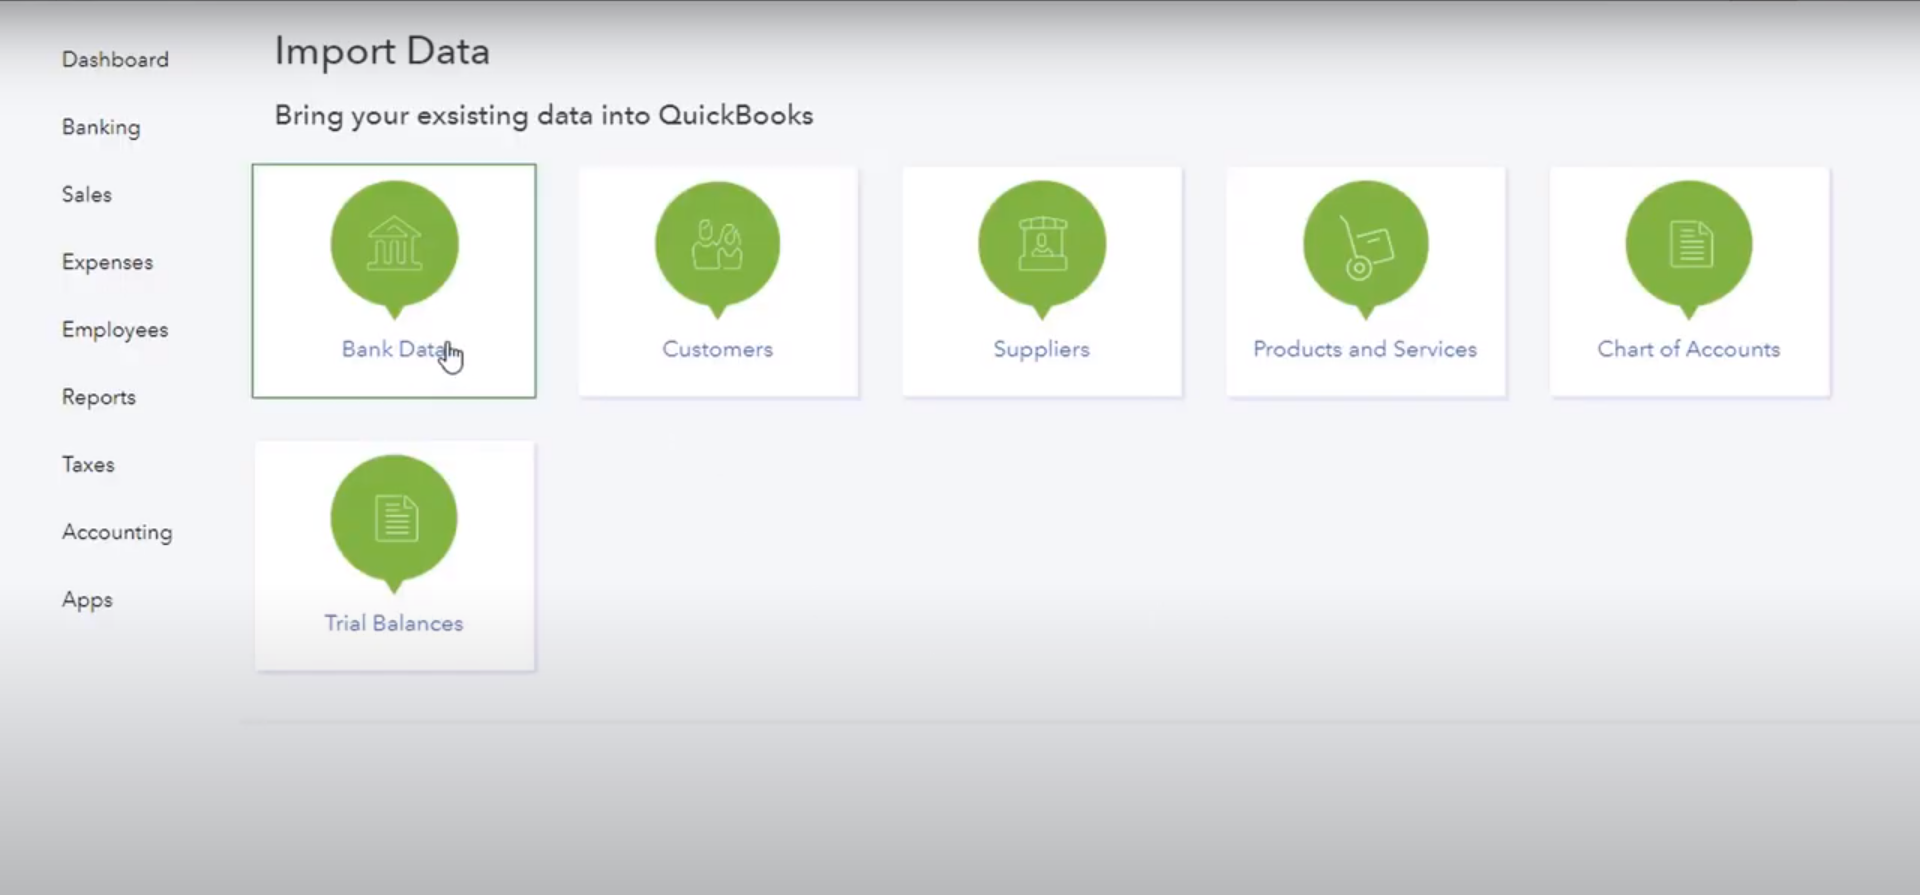 Import Data
Bring your exsisting data into QuickBooks
Dashboard
Banking
Sales
Expenses
Employees
Reports
Taxes
Accounting
Apps
Bank Data
Customers
Suppliers
Products and Services
Chart of Accounts
Trial Balances